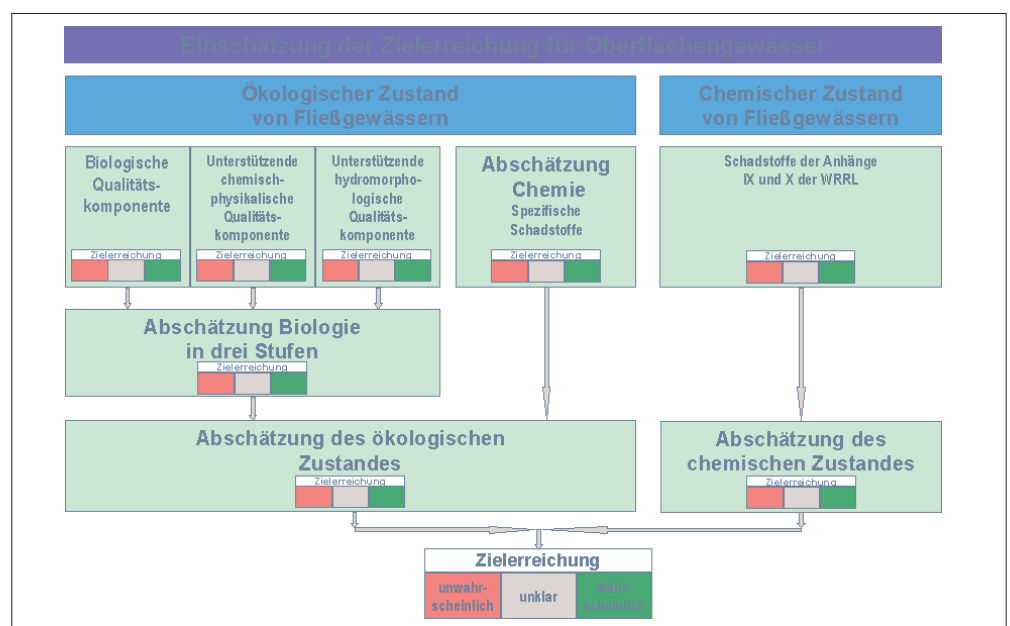 Einschatzung der Zielerreichung für Oberflächengewässer
Ökologischer Zustand
von Fließgewässern
Chemischer Zustand
von Fließgewässern
Biologische
Qualitäts-
komponente
Zielerreichung
Unterstützende
chemisch-
physikalische
Qualitäts-
komponente
Zielerreichung
Unterstützende
hydromorpho-
logische
Qualitäts-
komponente
Zielerreichung
Abschätzung
Chemie
Spezifische
Schadstoffe
Zielerreichung
Schadstoffe der Anhänge
IX und X der WRRL
Zielerreichung
Abschätzung Biologie
in drei Stufen
Zielerreichung
Abschätzung des ökologischen
Zustandes
Zielerreichung
Abschätzung des
chemischen Zustandes
Zielerreichung
Zielerreichung
unwahr-
scheinlich
unklar
wahr-
scheinlich